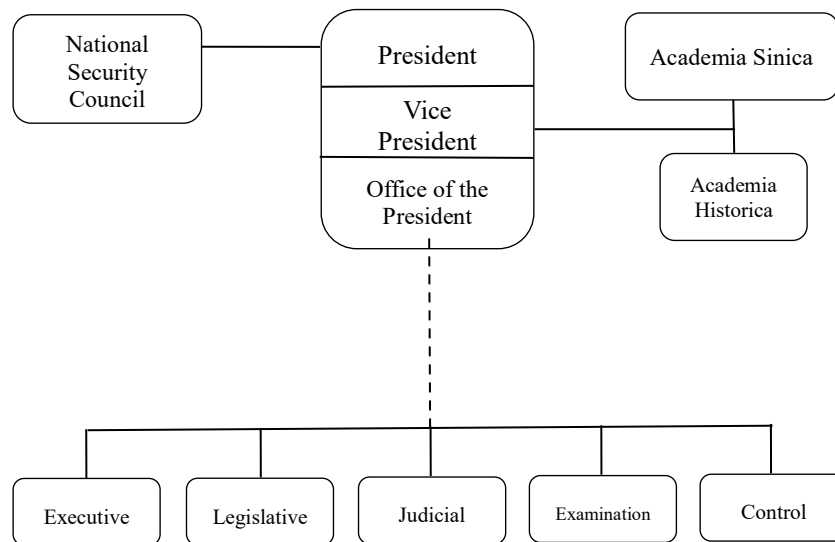 National
Security
Council
President
Vice
President
Office of the
President
Academia Sinica
Academia
Historica
Executive
Legislative
Judicial
Examination
Control